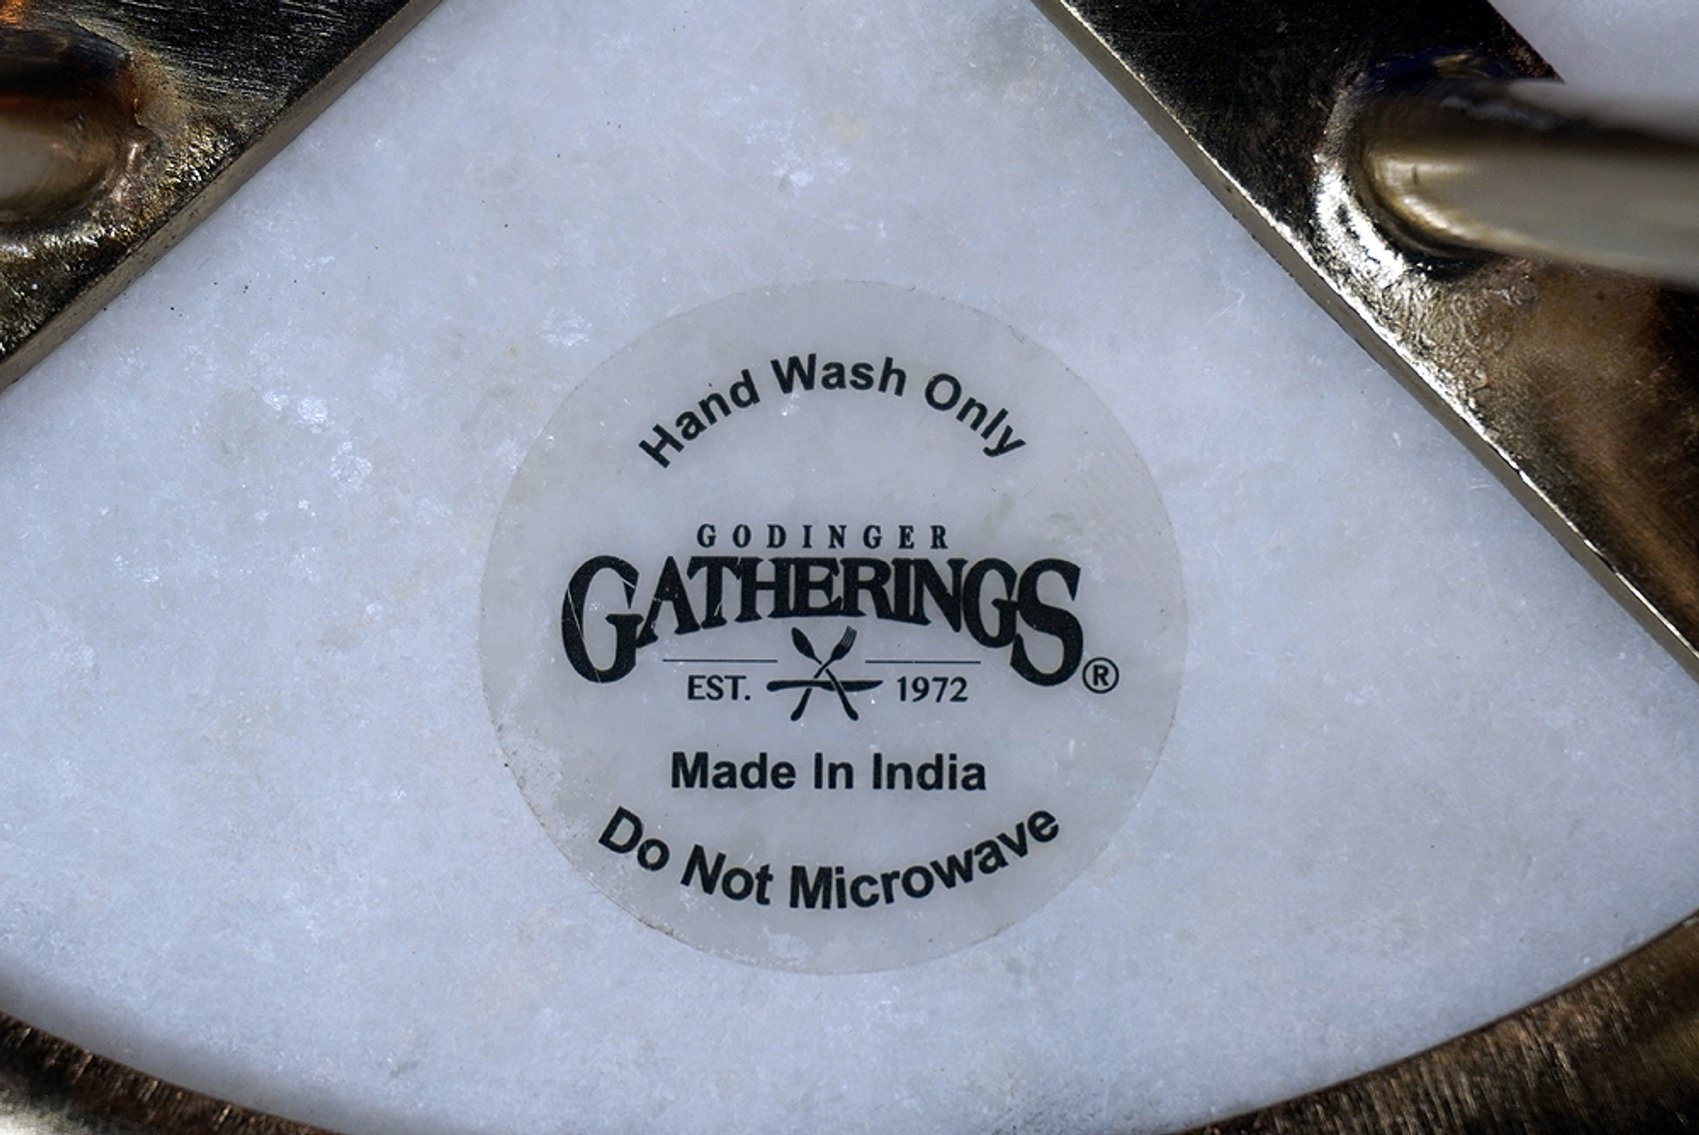 Hand Wash Only
GODINGER
GATHERINGS®
EST. 1972
Made In India
Do Not Microwave